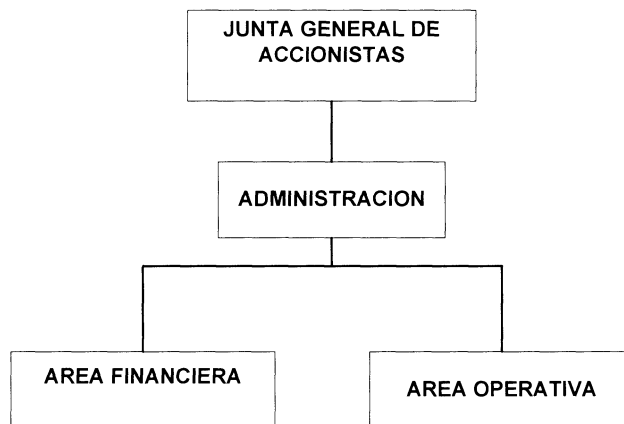 JUNTA GENERAL DE
ACCIONISTAS
ADMINISTRACION
AREA FINANCIERA
AREA OPERATIVA